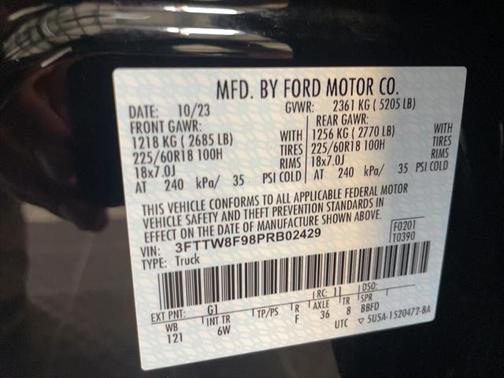 MFD. BY FORD MOTOR CO.
DATE: 10/23 GVWR: 2361 KG ( 5205 LB)
FRONT GAWR: REAR GAWR:
1218 KG ( 2685 LB) WITH 1256 KG ( 2770 LB) WITH
225/60R18 100H TIRES 225/60R18 100H TIRES
18x7.0J RIMS 18x7.0J RIMS
AT 240 kPa/ 35 PSI COLD AT 240 kPa/ 35 PSI COLD
THIS VEHICLE CONFORMS TO ALL APPLICABLE FEDERAL MOTOR
VEHICLE SAFETY AND THEFT PREVENTION STANDARDS IN
EFFECT ON THE DATE OF MANUFACTURE SHOWN ABOVE.
VIN: 3FTTW8F98PRB02429 F0201
TYPE: Truck T0390
EXT PNT: G1 RC: 11 DSO:
WB INT TR TP/PS R AXLE TR SPR
121 6W F 36 8 BBFD
UTC 5U5A-1520472-BA